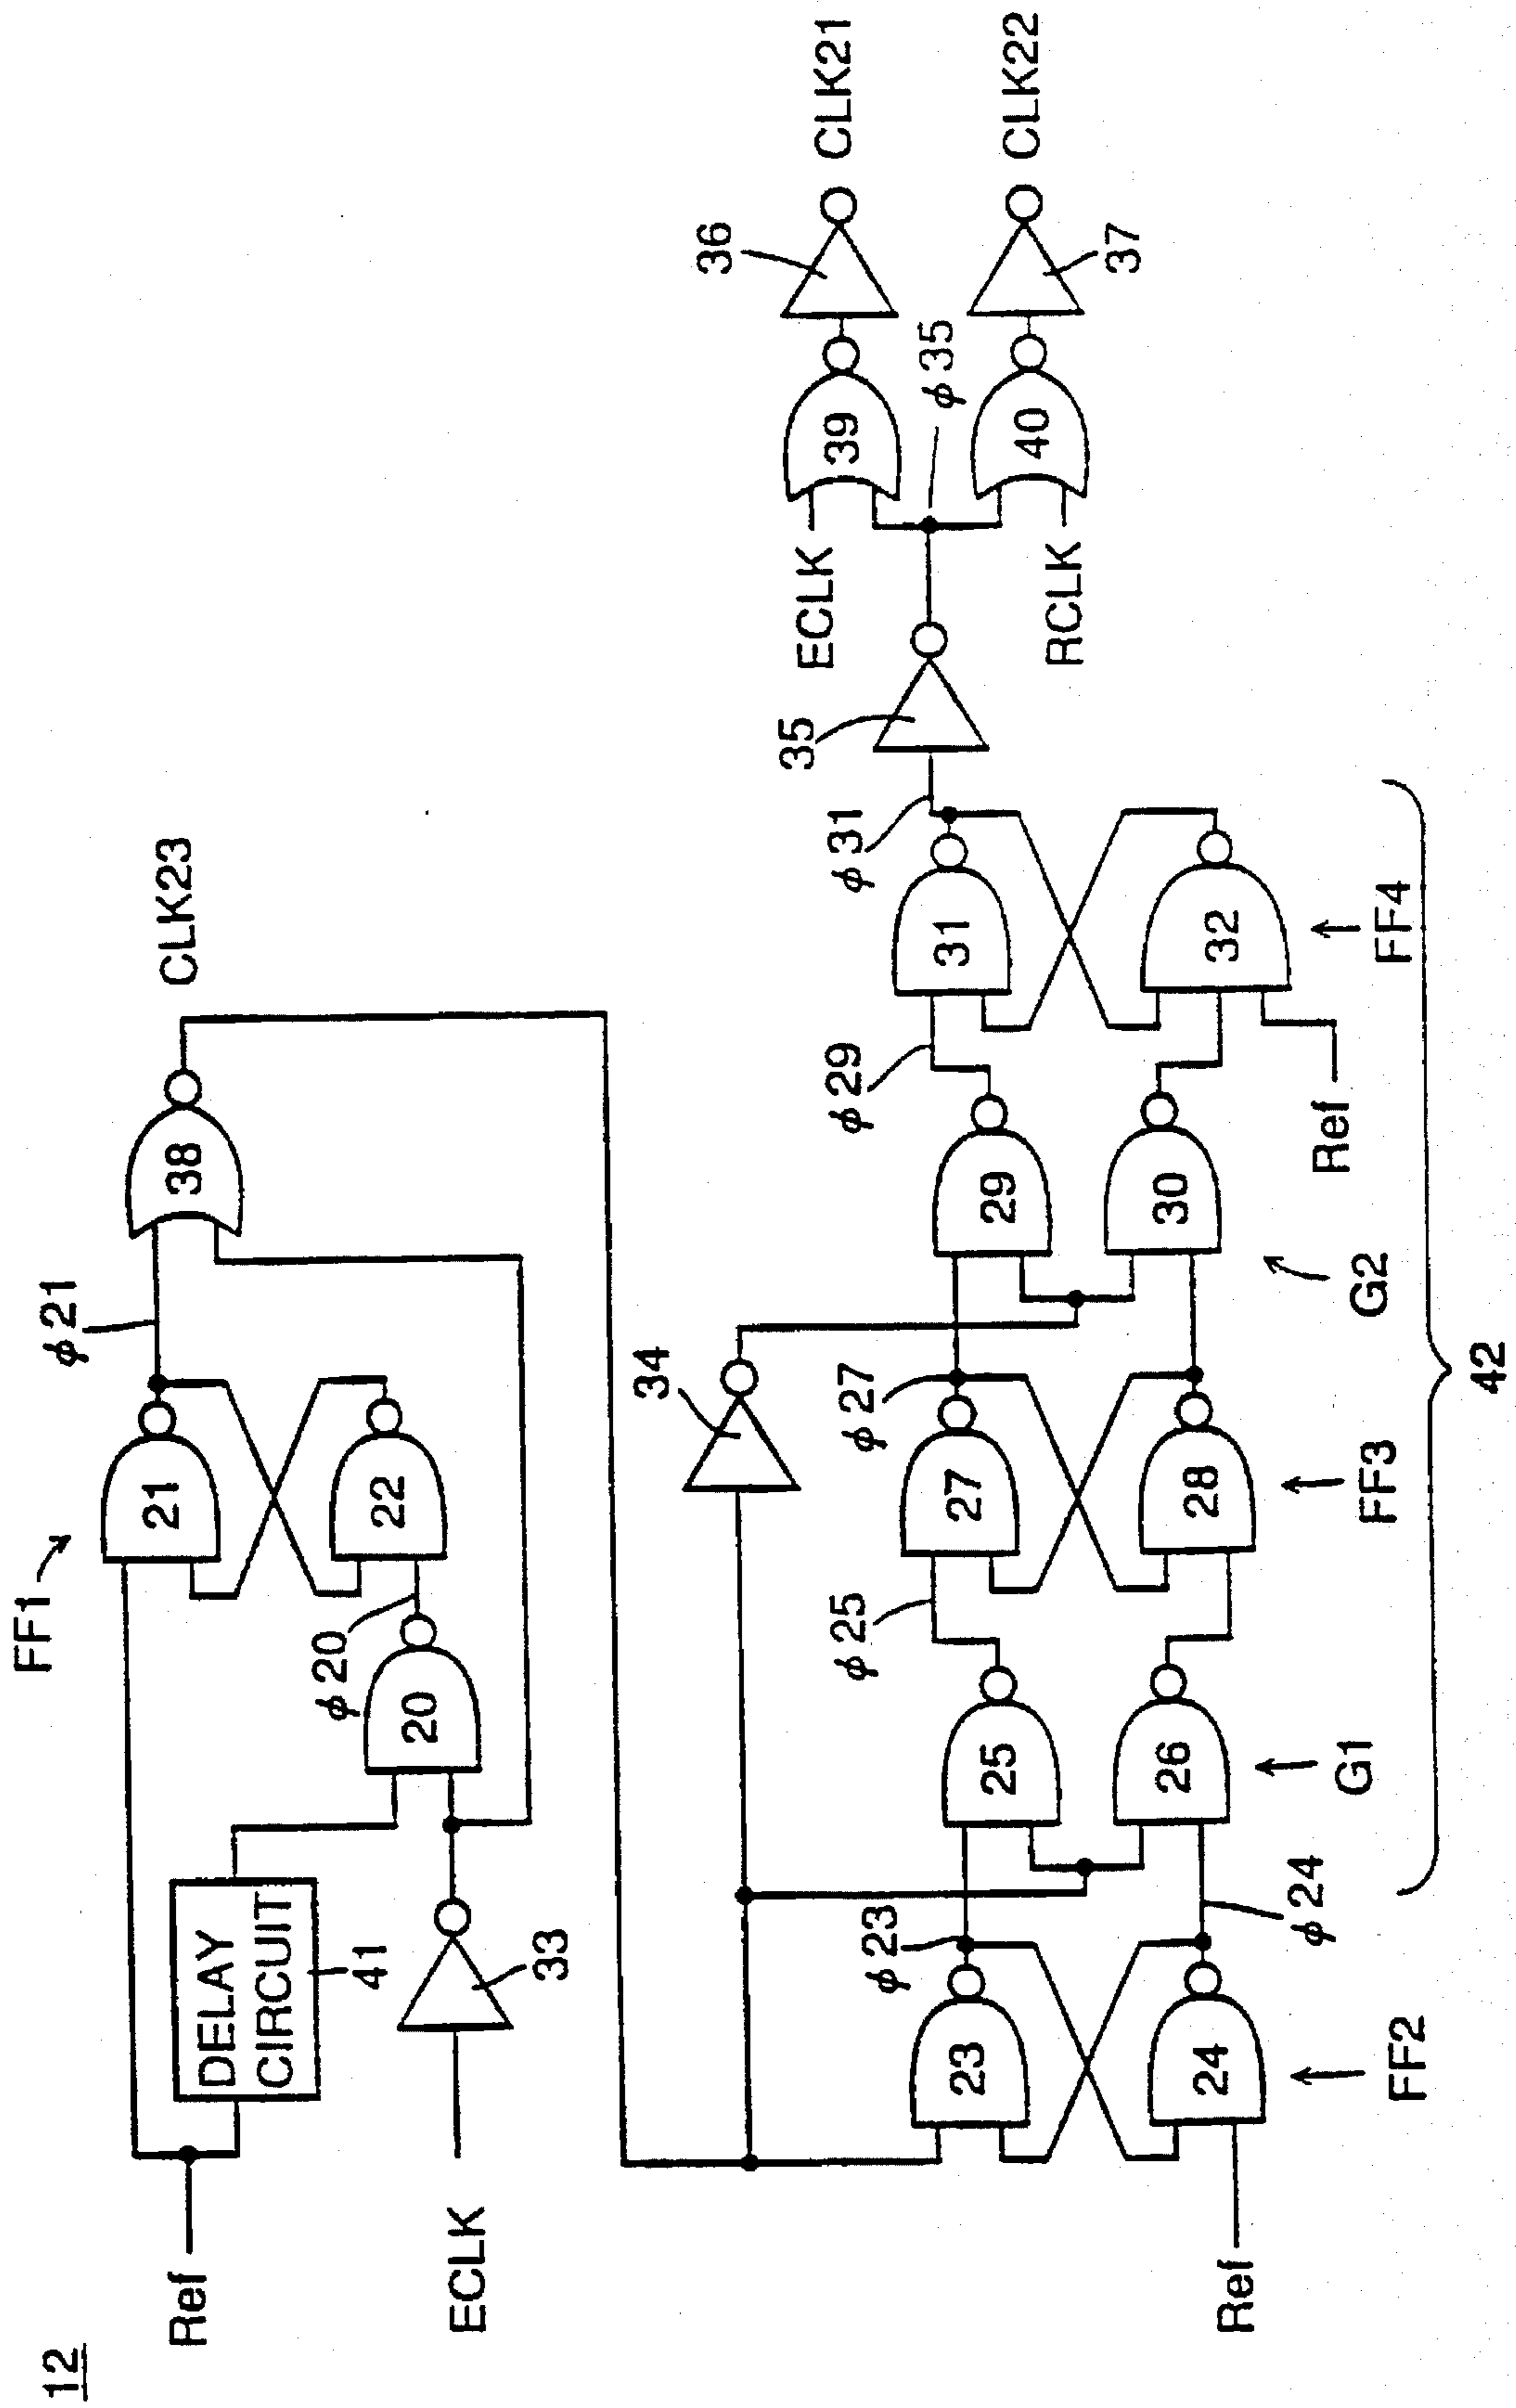 12
Ref
DELAY
CIRCUIT
41
ECLK
33
FF1
20
φ20
21
22
φ21
38
CLK23
Ref
23
24
FF2
φ23
φ24
25
26
G1
φ25
34
27
28
FF3
φ27
29
30
G2
φ29
Ref
31
32
FF4
φ31
42
35
ECLK
RCLK
φ35
39
40
36
37
CLK21
CLK22